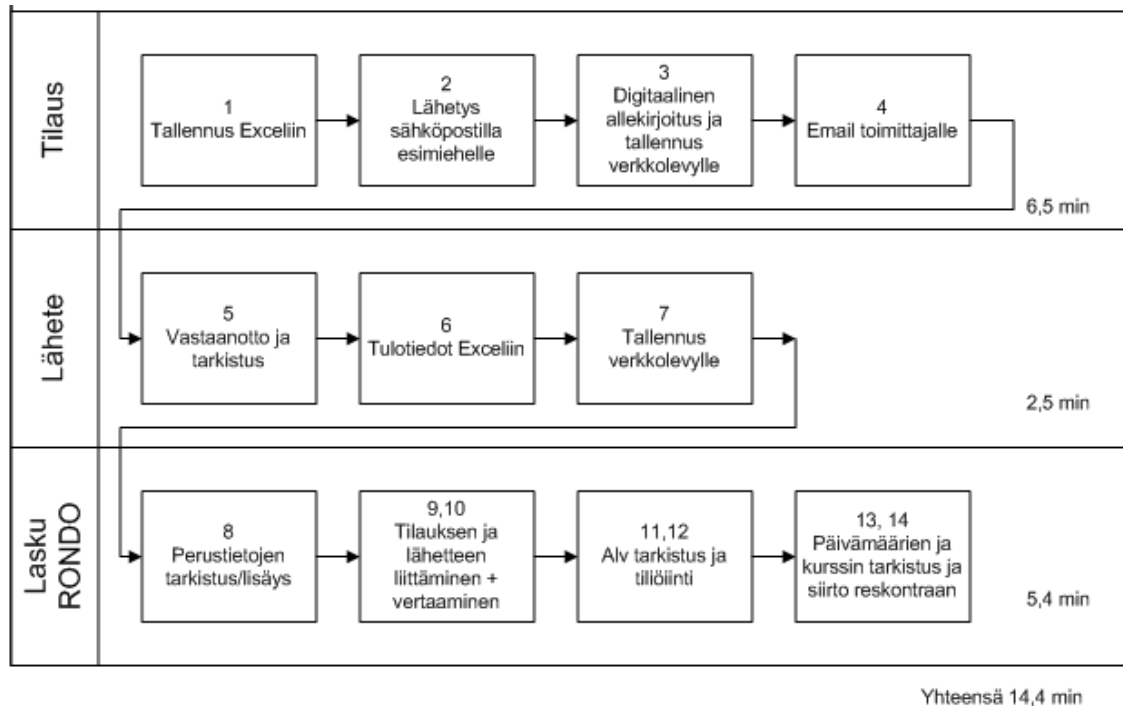 Tilaus
1
Tallennus Exceliin
2
Lähetys
sähköpostilla
esimiehelle
3
Digitaalinen
allekirjoitus ja
tallennus
verkkolevylle
4
Email toimittajalle
6,5 min
Lähete
5
Vastaanotto ja
tarkistus
6
Tulotiedot Exceliin
7
Tallennus
verkkolevylle
2,5 min
Lasku
RONDO
8
Perustietojen
tarkistus/lisäys
9,10
Tilauksen ja
lähetteen
liittäminen +
vertaaminen
11,12
Alv tarkistus ja
tiliöinti
13, 14
Päivämäärien ja
kurssin tarkistus ja
siirto reskontraan
5,4 min
Yhteensä 14,4 min